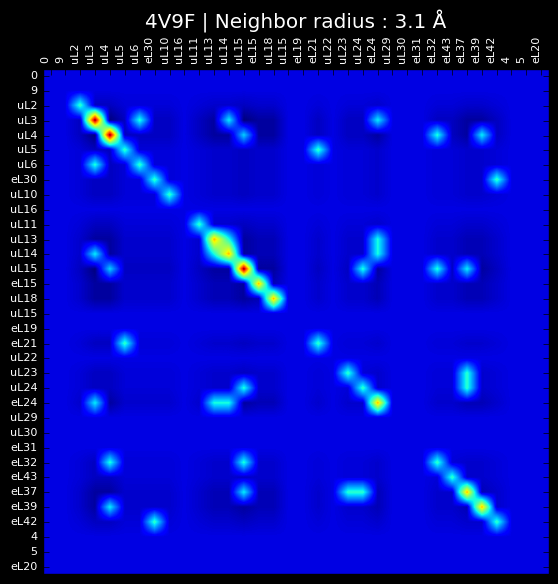 4V9F | Neighbor radius : 3.1 Å
0 9 uL2 uL3 uL4 uL5 uL6 eL30 uL10 uL16 uL11 uL13 uL14 uL15 eL15 uL18 uL15 eL19 eL21 uL22 uL23 uL24 eL24 eL29 uL30 eL31 eL32 eL43 eL37 eL39 eL42 4 5 eL20
0
9
uL2
uL3
uL4
uL5
uL6
eL30
uL10
uL16
uL11
uL13
uL14
uL15
eL15
uL18
uL15
eL19
eL21
uL22
uL23
uL24
eL24
uL29
uL30
eL31
eL32
eL43
eL37
eL39
eL42
4
5
eL20